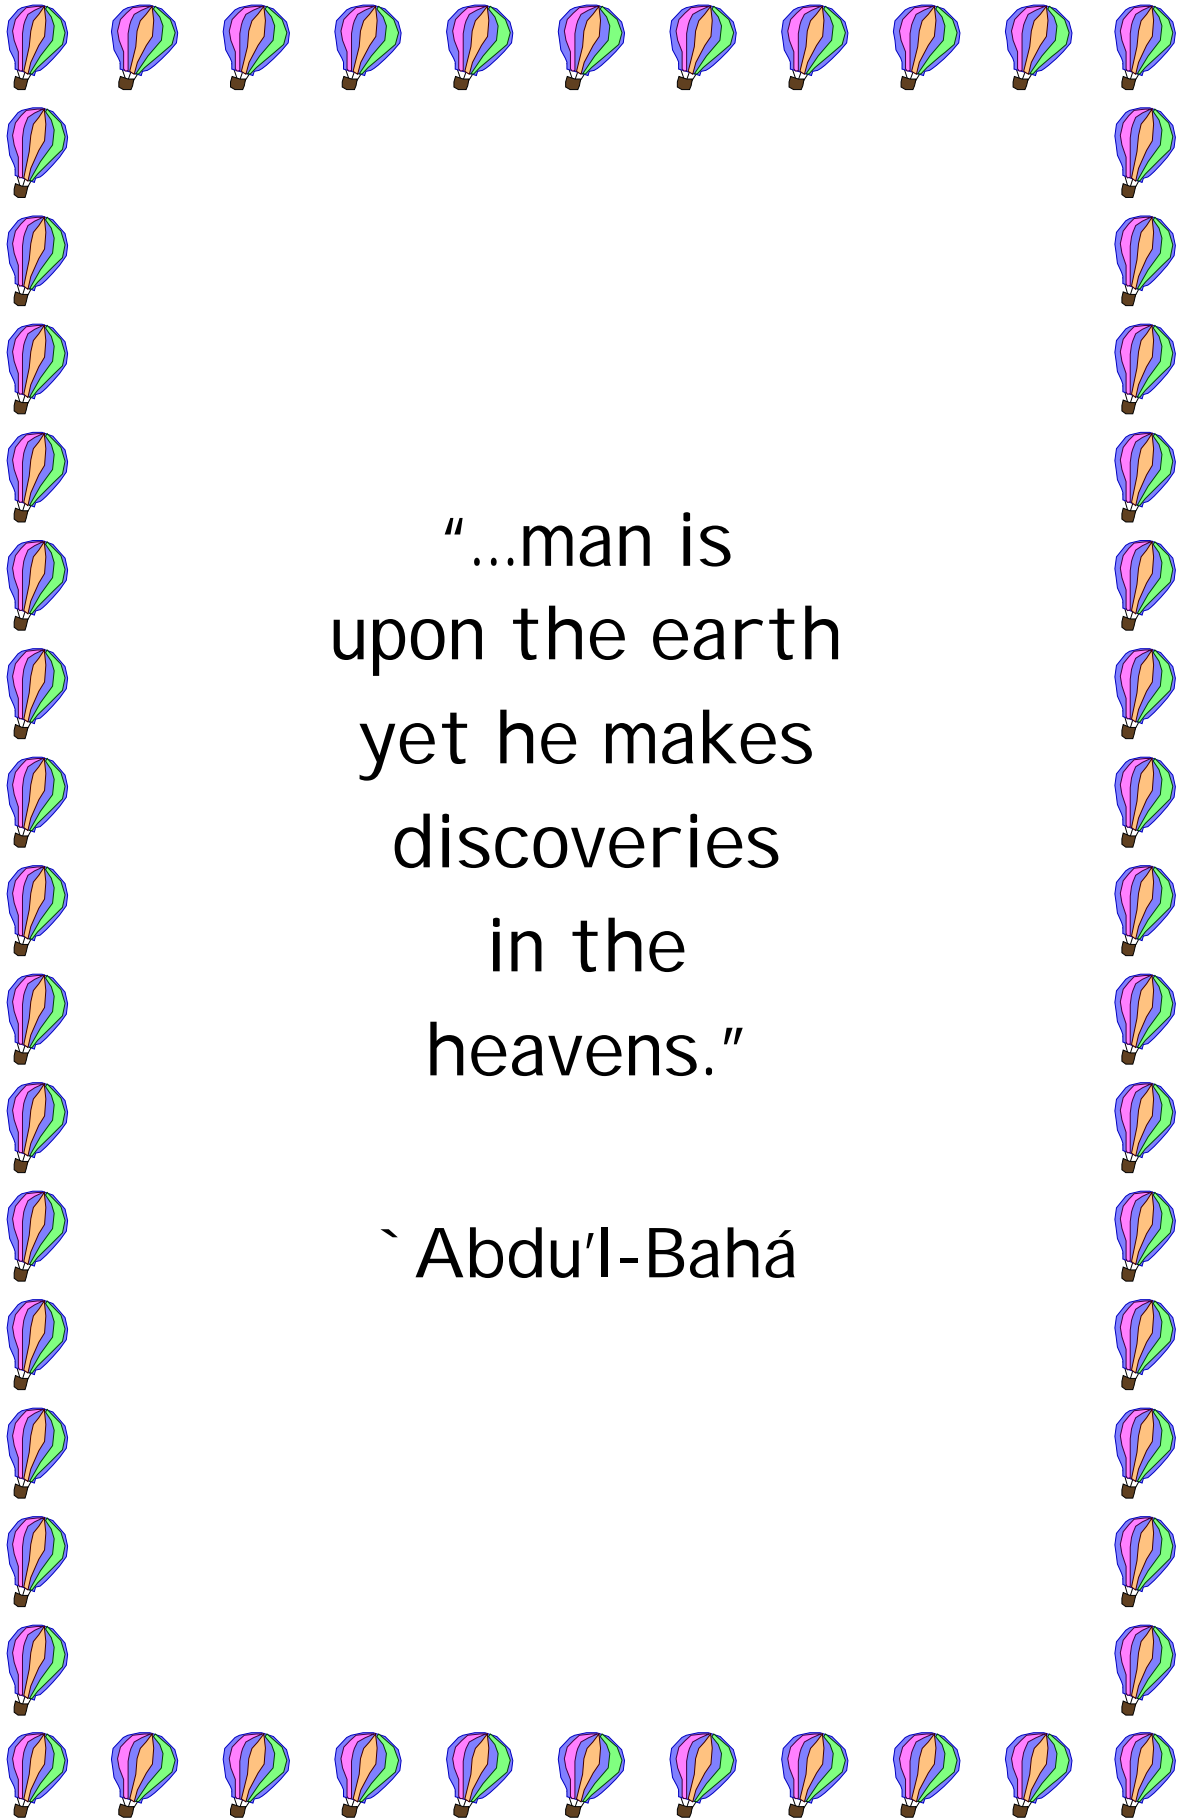 “...man is
upon the earth
yet he makes
discoveries
in the
heavens.”
`Abdu’l-Bahá